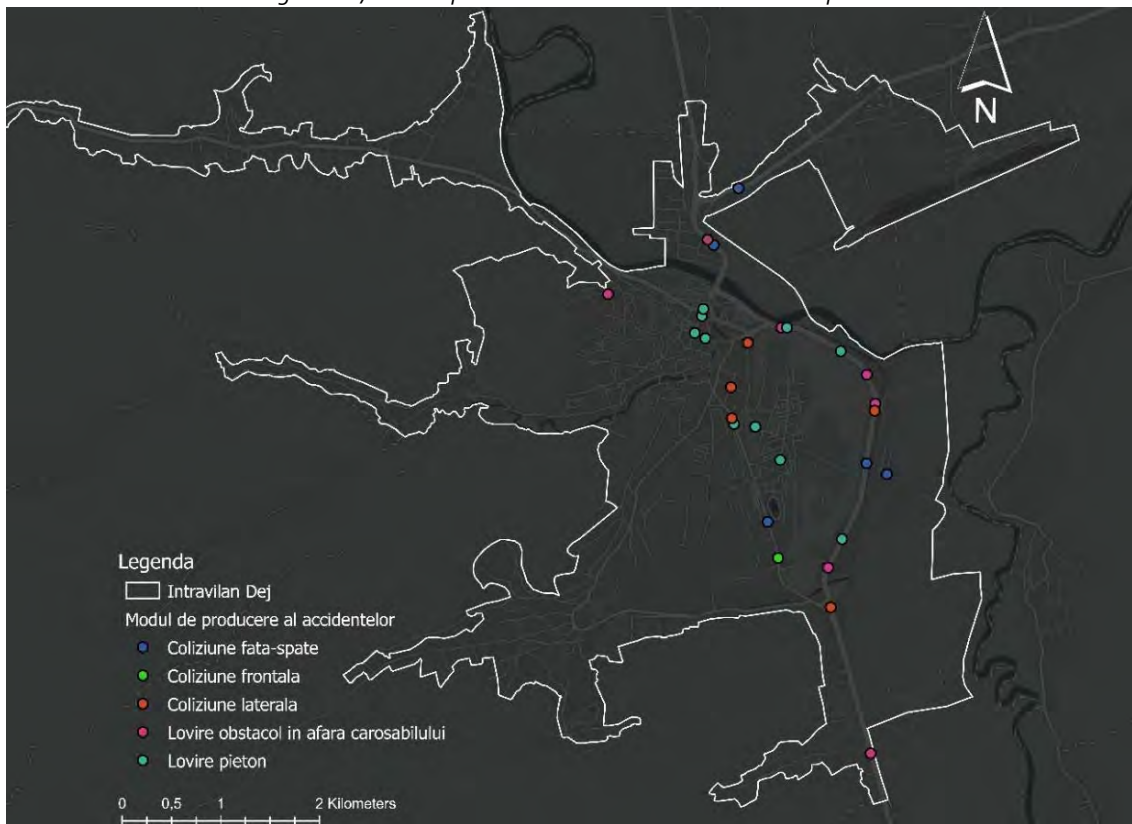 N
Legenda
Intravilan Dej
Modul de producere al accidentelor
Coliziune fata-spate
Coliziune frontala
Coliziune laterala
Lovire obstacol in afara carosabilului
Lovire pieton
0 0,5 1 2 Kilometers